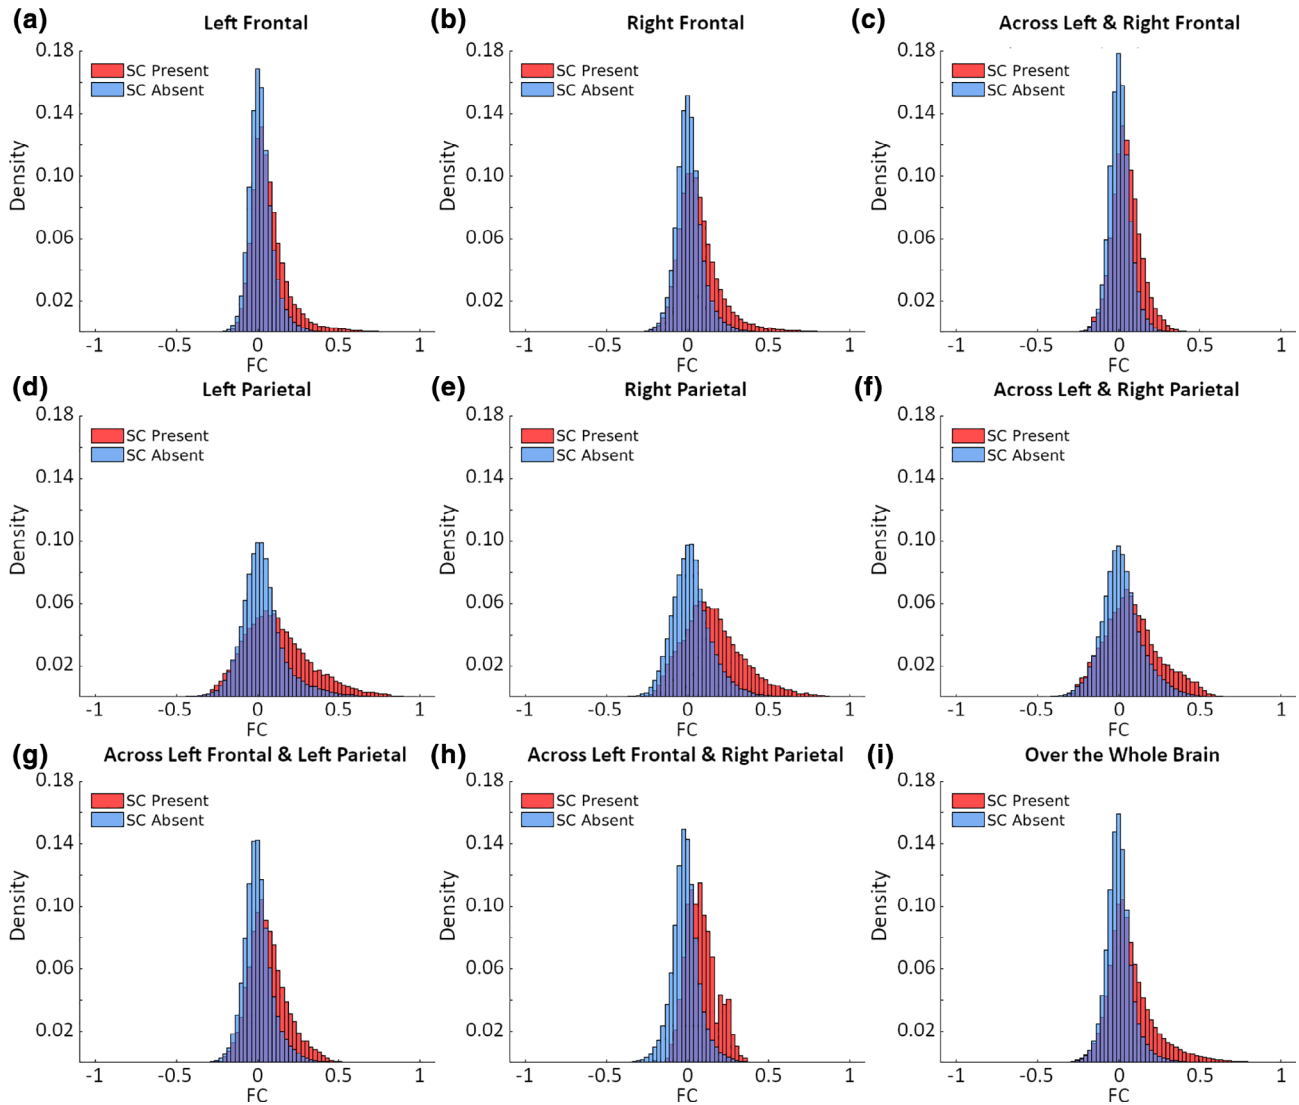 (a) Left Frontal
0.18
SC Present
SC Absent
0.14
0.10
0.06
0.02
Density
-1 -0.5 0 0.5 1
FC
(b) Right Frontal
0.18
SC Present
SC Absent
0.14
0.10
0.06
0.02
Density
-1 -0.5 0 0.5 1
FC
(c) Across Left & Right Frontal
0.18
SC Present
SC Absent
0.14
0.10
0.06
0.02
Density
-1 -0.5 0 0.5 1
FC
(d) Left Parietal
0.18
SC Present
SC Absent
0.14
0.10
0.06
0.02
Density
-1 -0.5 0 0.5 1
FC
(e) Right Parietal
0.18
SC Present
SC Absent
0.14
0.10
0.06
0.02
Density
-1 -0.5 0 0.5 1
FC
(f) Across Left & Right Parietal
0.18
SC Present
SC Absent
0.14
0.10
0.06
0.02
Density
-1 -0.5 0 0.5 1
FC
(g) Across Left Frontal & Left Parietal
0.18
SC Present
SC Absent
0.14
0.10
0.06
0.02
Density
-1 -0.5 0 0.5 1
FC
(h) Across Left Frontal & Right Parietal
0.18
SC Present
SC Absent
0.14
0.10
0.06
0.02
Density
-1 -0.5 0 0.5 1
FC
(i) Over the Whole Brain
0.18
SC Present
SC Absent
0.14
0.10
0.06
0.02
Density
-1 -0.5 0 0.5 1
FC